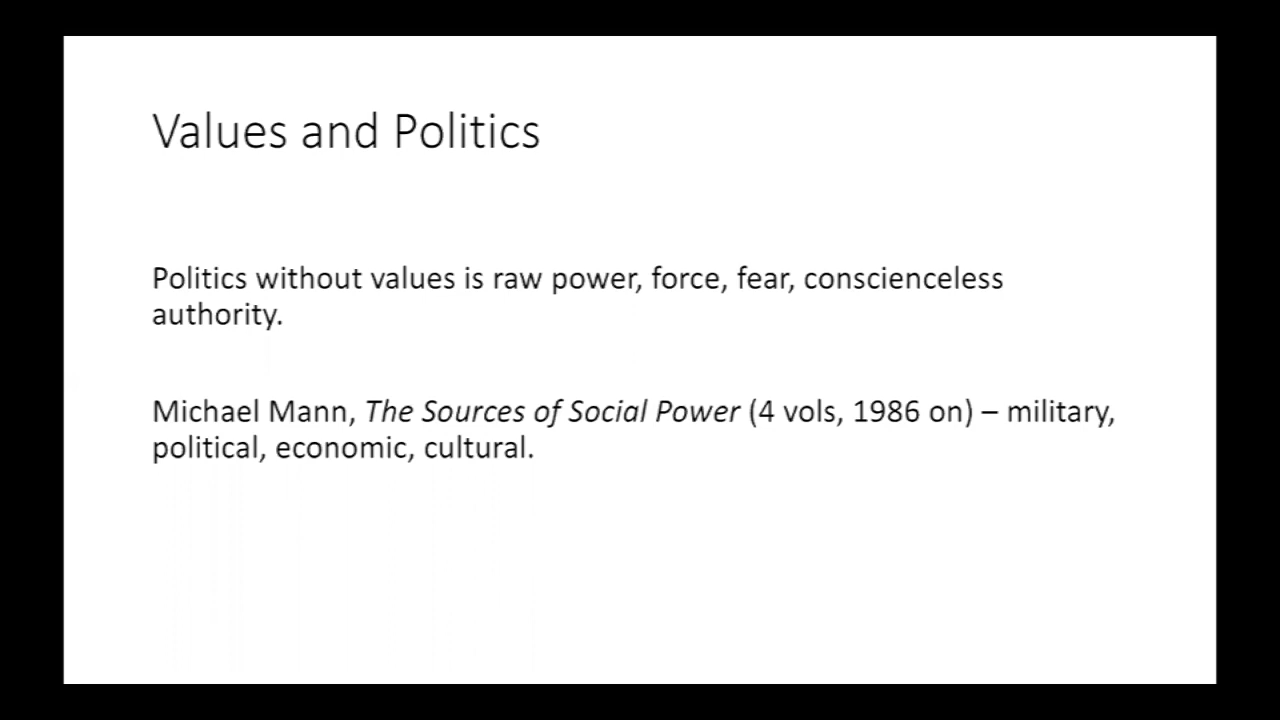 Values and Politics
Politics without values is raw power, force, fear, conscienceless
authority.
Michael Mann, The Sources of Social Power (4 vols, 1986 on) – military,
political, economic, cultural.